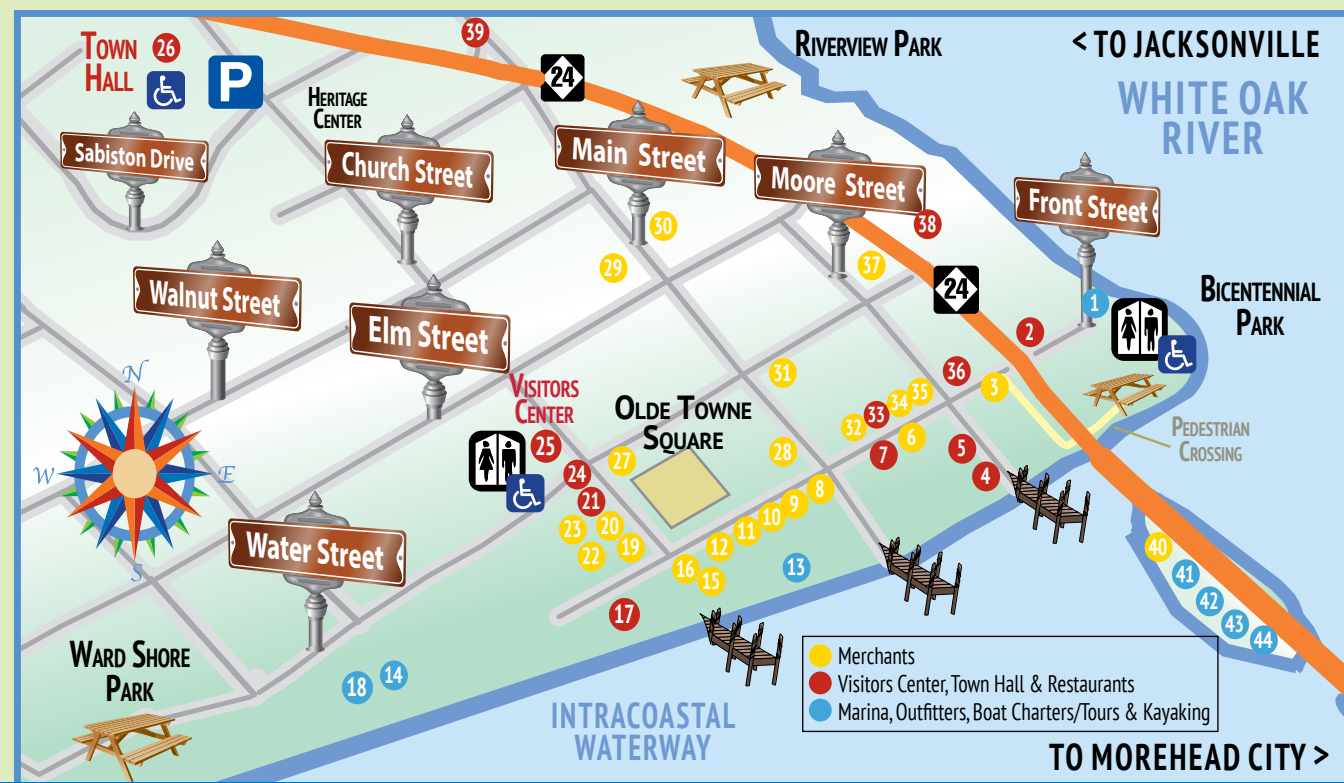 TOWN
HALL
26
P
39
24
HERITAGE
CENTER
RIVERVIEW PARK
< TO JACKSONVILLE
WHITE OAK
RIVER
Sabiston Drive
Church Street
Main Street
Moore Street
Front Street
38
30
29
37
24
Walnut Street
Elm Street
1
BICENTENNIAL
PARK
2
N
W
E
S
VISITORS
CENTER
OLDE TOWNE
SQUARE
31
36
3
35
34
33
32
6
7
5
4
PEDESTRIAN
CROSSING
25
24
21
27
28
8
9
10
11
12
23
20
22
19
16
15
13
17
Water Street
40
41
42
43
44
WARD SHORE
PARK
18
14
INTRACOASTAL
WATERWAY
Merchants
Visitors Center, Town Hall & Restaurants
Marina, Outfitters, Boat Charters/Tours & Kayaking
TO MOREHEAD CITY >